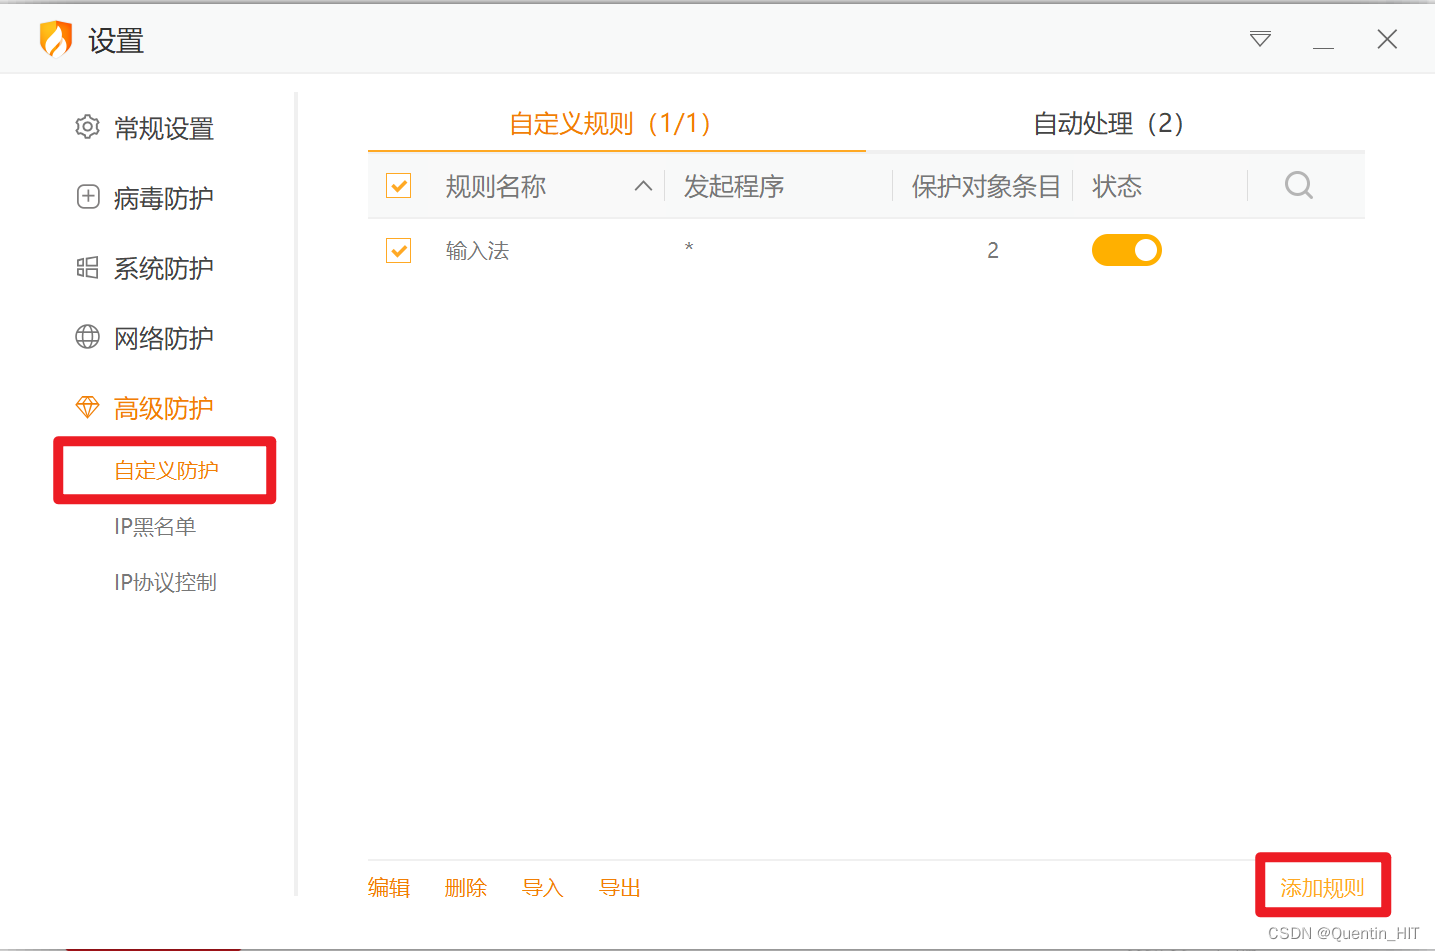 设置
常规设置
病毒防护
系统防护
网络防护
高级防护
自定义防护
IP黑名单
IP协议控制
自定义规则（1/1） 自动处理（2）
规则名称 发起程序 保护对象条目 状态
输入法 * 2
编辑 删除 导入 导出 添加规则
CSDN @Quentin_HIT